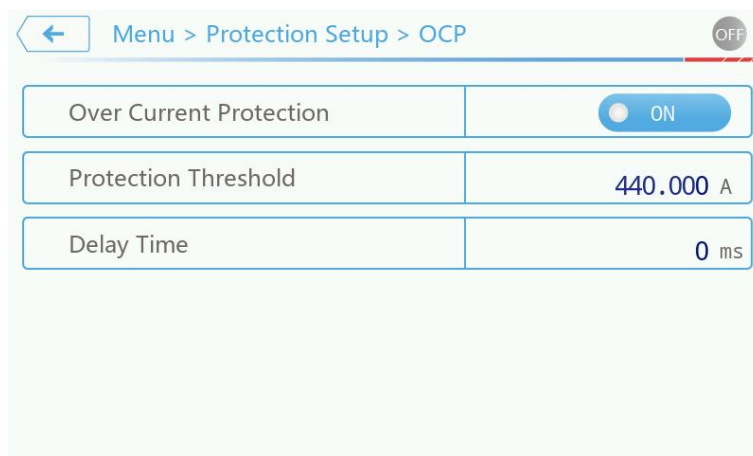 Menu > Protection Setup > OCP OFF
Over Current Protection ON
Protection Threshold 440.000 A
Delay Time 0 ms